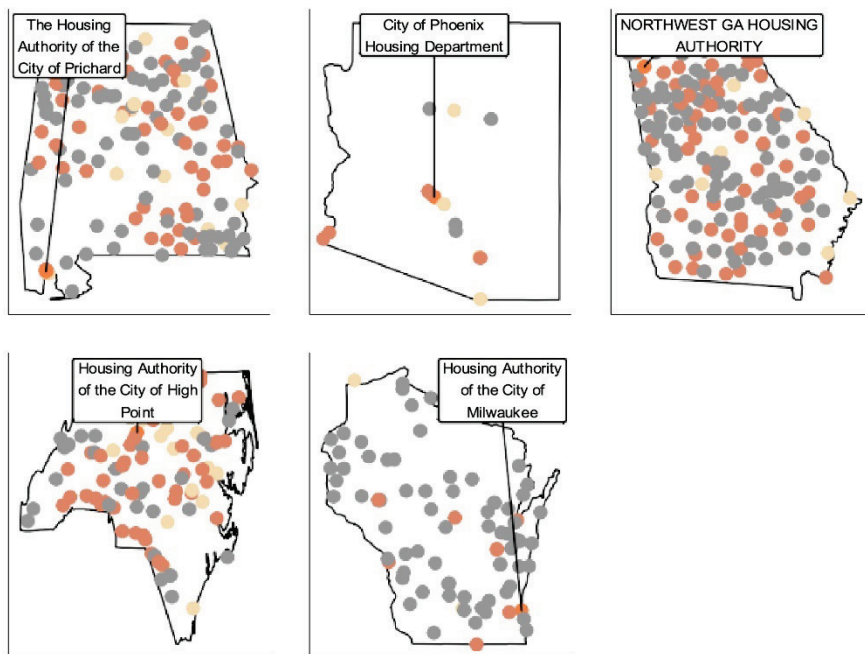 The Housing
Authority of the
City of Prichard
City of Phoenix
Housing Department
NORTHWEST GA HOUSING
AUTHORITY
Housing Authority
of the City of High
Point
Housing Authority
of the City of
Milwaukee